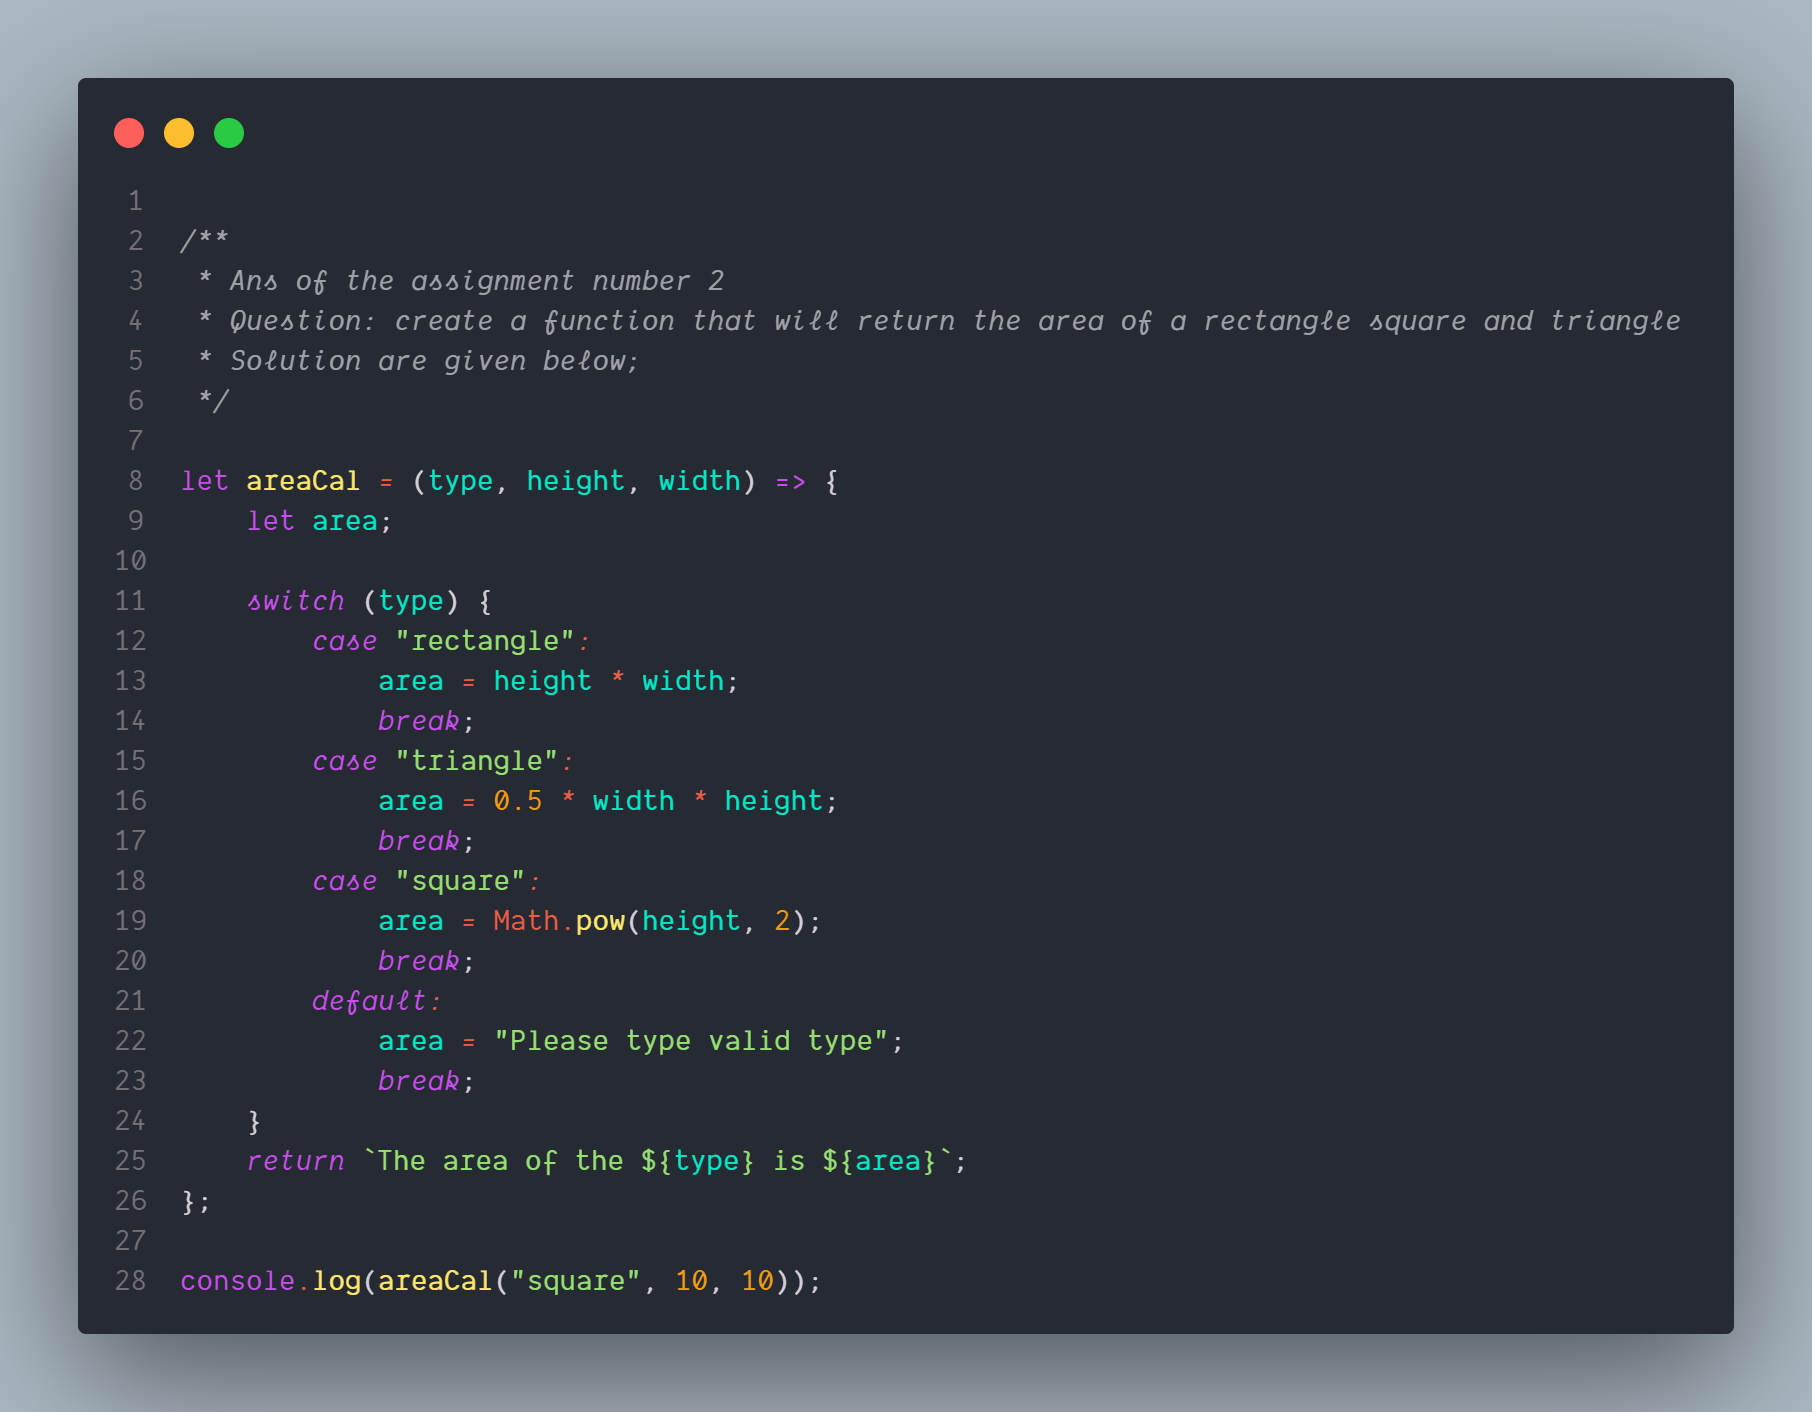 1
2 /**
3  * Ans of the assignment number 2
4  * Question: create a function that will return the area of a rectangle square and triangle
5  * Solution are given below;
6  */
7
8 let areaCal = (type, height, width) => {
9     let area;
10
11     switch (type) {
12         case "rectangle":
13             area = height * width;
14             break;
15         case "triangle":
16             area = 0.5 * width * height;
17             break;
18         case "square":
19             area = Math.pow(height, 2);
20             break;
21         default:
22             area = "Please type valid type";
23             break;
24     }
25     return `The area of the ${type} is ${area}`;
26 };
27
28 console.log(areaCal("square", 10, 10));